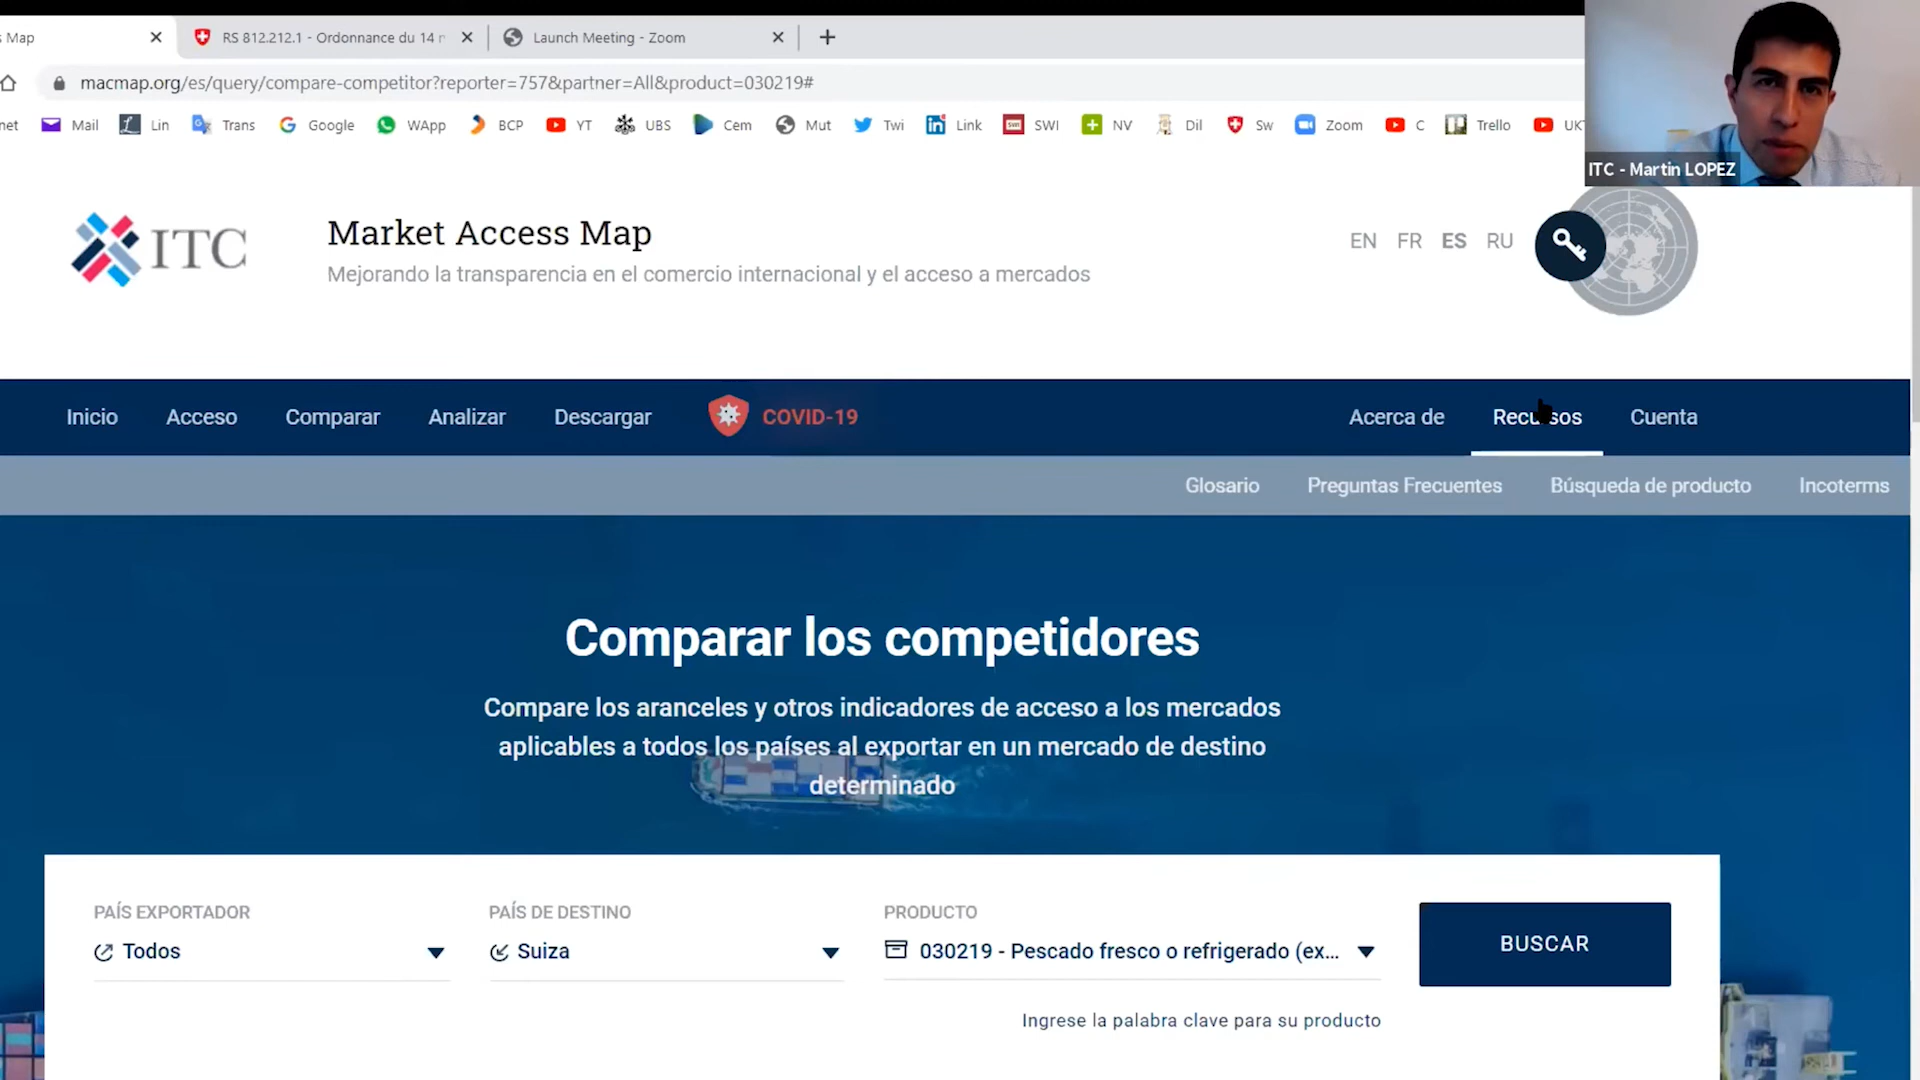 s Map
RS 812.212.1 - Ordonnance du 14 n
Launch Meeting - Zoom
macmap.org/es/query/compare-competitor?reporter=757&partner=All&product=030219#
net Mail Lin Trans Google WApp BCP YT UBS Cem Mut Twi Link SWI NV Dil Sw Zoom C Trello UK
ITC - Martin LOPEZ
ITC
Market Access Map
Mejorando la transparencia en el comercio internacional y el acceso a mercados
EN FR ES RU
Inicio Acceso Comparar Analizar Descargar COVID-19 Acerca de Recursos Cuenta
Glosario Preguntas Frecuentes Búsqueda de producto Incoterms
Comparar los competidores
Compare los aranceles y otros indicadores de acceso a los mercados
aplicables a todos los países al exportar en un mercado de destino
determinado
PAÍS EXPORTADOR PAÍS DE DESTINO PRODUCTO
Todos Suiza 030219 - Pescado fresco o refrigerado (ex... BUSCAR
Ingrese la palabra clave para su producto